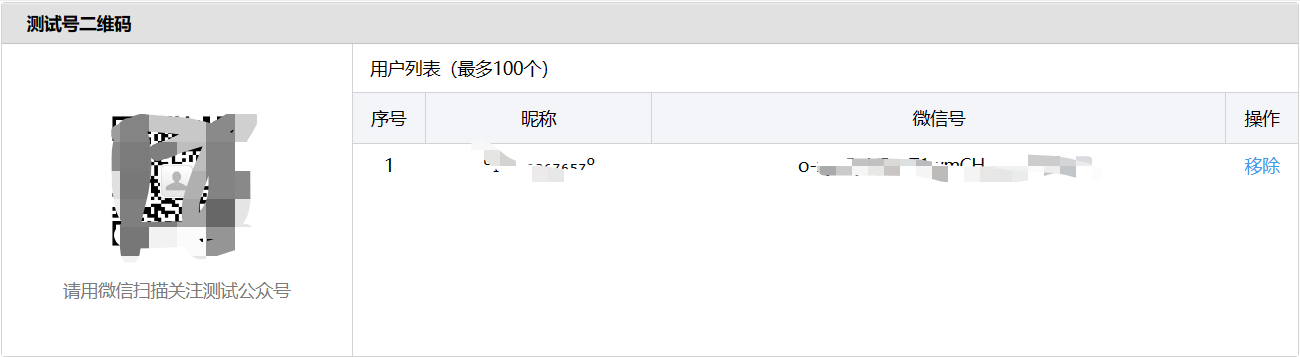 测试号二维码
用户列表（最多100个）
序号 昵称 微信号 操作
1 移除
请用微信扫描关注测试公众号